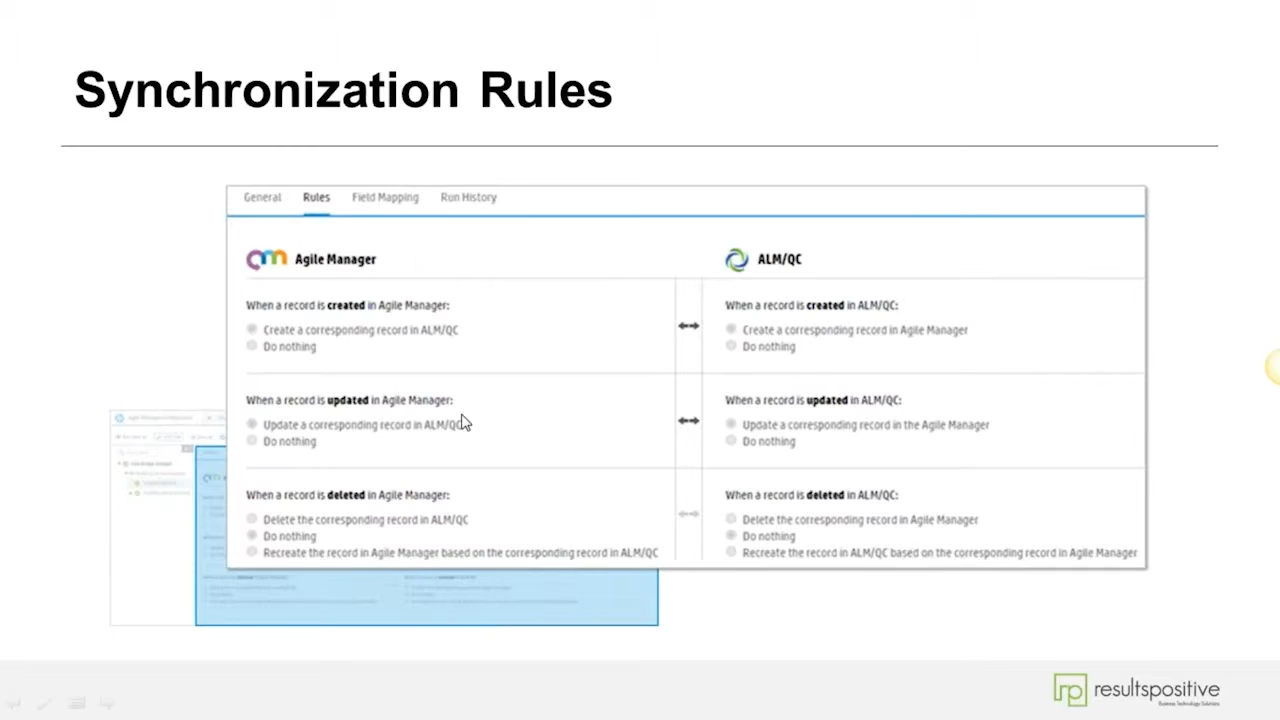 Synchronization Rules
General Rules Field Mapping Run History
Agile Manager
ALM/QC
When a record is created in Agile Manager:
Create a corresponding record in ALM/QC
Do nothing
When a record is created in ALM/QC:
Create a corresponding record in Agile Manager
Do nothing
When a record is updated in Agile Manager:
Update a corresponding record in ALM/QC
Do nothing
When a record is updated in ALM/QC:
Update a corresponding record in the Agile Manager
Do nothing
When a record is deleted in Agile Manager:
Delete the corresponding record in ALM/QC
Do nothing
Recreate the record in Agile Manager based on the corresponding record in ALM/QC
When a record is deleted in ALM/QC:
Delete the corresponding record in Agile Manager
Do nothing
Recreate the record in ALM/QC based on the corresponding record in Agile Manager
rp resultspositive
Business Technology Solutions